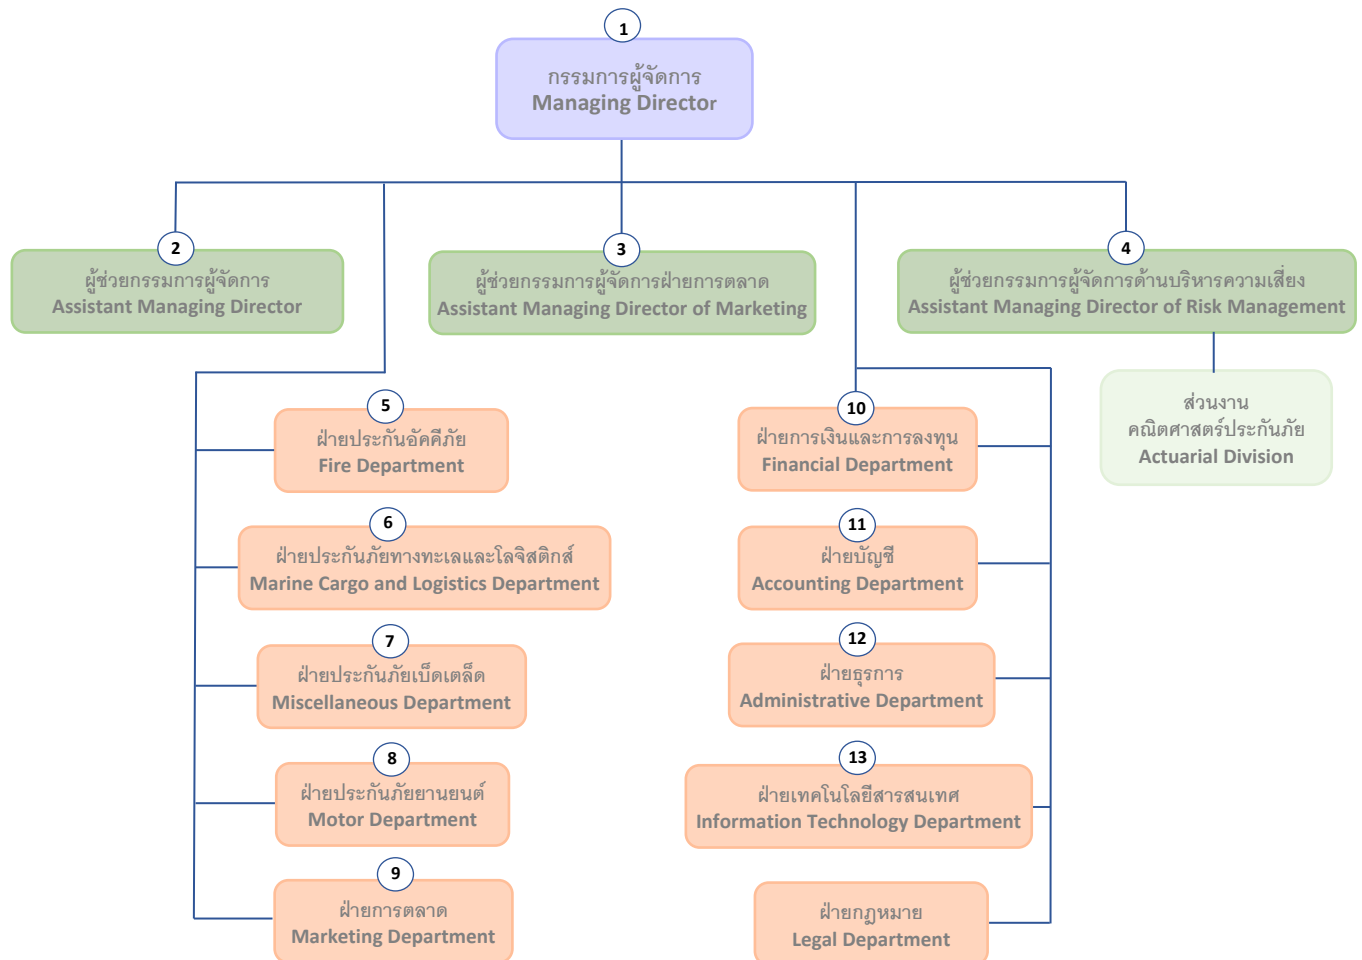 1
กรรมการผู้จัดการ
Managing Director
2
ผู้ช่วยกรรมการผู้จัดการ
Assistant Managing Director
3
ผู้ช่วยกรรมการผู้จัดการฝ่ายการตลาด
Assistant Managing Director of Marketing
4
ผู้ช่วยกรรมการผู้จัดการด้านบริหารความเสี่ยง
Assistant Managing Director of Risk Management
ส่วนงาน
คณิตศาสตร์ประกันภัย
Actuarial Division
5
ฝ่ายประกันอัคคีภัย
Fire Department
6
ฝ่ายประกันภัยทางทะเลและโลจิสติกส์
Marine Cargo and Logistics Department
7
ฝ่ายประกันภัยเบ็ดเตล็ด
Miscellaneous Department
8
ฝ่ายประกันภัยยานยนต์
Motor Department
9
ฝ่ายการตลาด
Marketing Department
10
ฝ่ายการเงินและการลงทุน
Financial Department
11
ฝ่ายบัญชี
Accounting Department
12
ฝ่ายธุรการ
Administrative Department
13
ฝ่ายเทคโนโลยีสารสนเทศ
Information Technology Department
ฝ่ายกฎหมาย
Legal Department